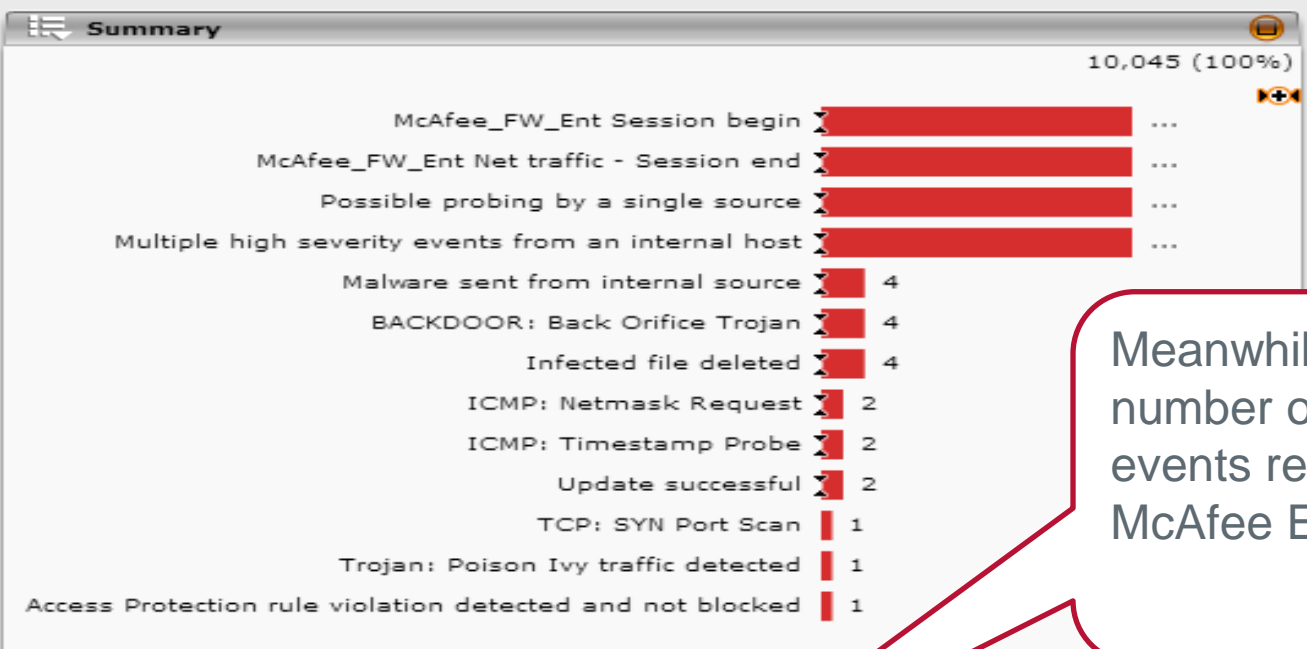 Summary
10,045 (100%)
McAfee_FW_Ent Session begin ...
McAfee_FW_Ent Net traffic - Session end ...
Possible probing by a single source ...
Multiple high severity events from an internal host ...
Malware sent from internal source 4
BACKDOOR: Back Orifice Trojan 4
Infected file deleted 4
ICMP: Netmask Request 2
ICMP: Timestamp Probe 2
Update successful 2
TCP: SYN Port Scan 1
Trojan: Poison Ivy traffic detected 1
Access Protection rule violation detected and not blocked 1
number
events
McAfee